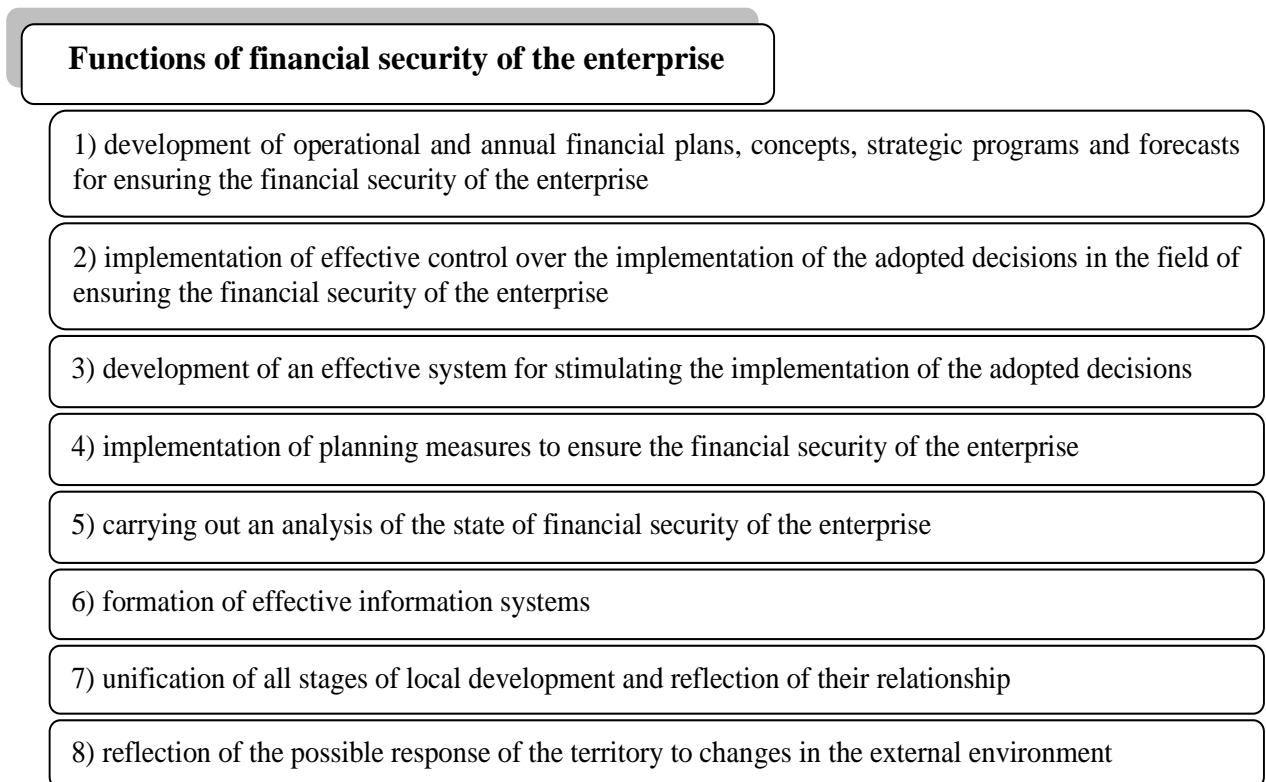 Functions of financial security of the enterprise
1) development of operational and annual financial plans, concepts, strategic programs and forecasts
for ensuring the financial security of the enterprise
2) implementation of effective control over the implementation of the adopted decisions in the field of
ensuring the financial security of the enterprise
3) development of an effective system for stimulating the implementation of the adopted decisions
4) implementation of planning measures to ensure the financial security of the enterprise
5) carrying out an analysis of the state of financial security of the enterprise
6) formation of effective information systems
7) unification of all stages of local development and reflection of their relationship
8) reflection of the possible response of the territory to changes in the external environment